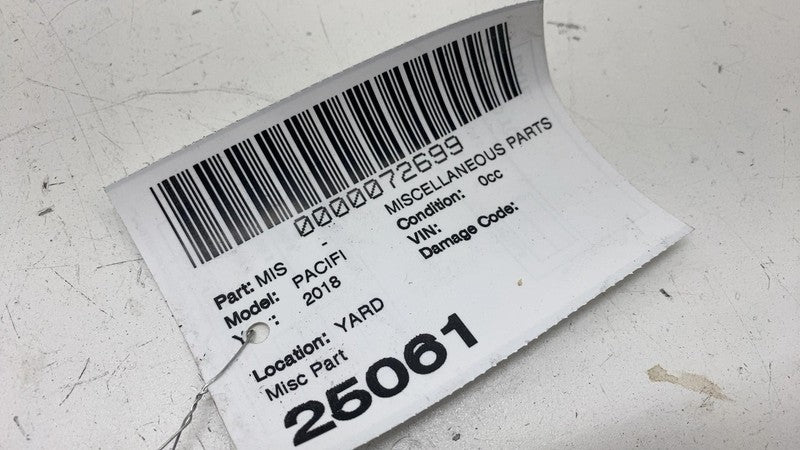 0000072699
Part: MIS - MISCELLANEOUS PARTS
Model: PACIFI Condition: 0cc
Y : 2018 VIN:
Damage Code:
Location: YARD
Misc Part
25061